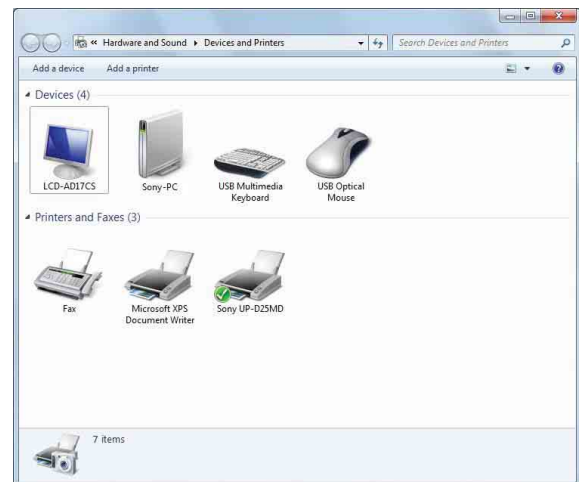 « Hardware and Sound ▸ Devices and Printers
Search Devices and Printers
Add a device Add a printer
Devices (4)
LCD-AD17CS
Sony-PC
USB Multimedia
Keyboard
USB Optical
Mouse
Printers and Faxes (3)
Fax
Microsoft XPS
Document Writer
Sony UP-D25MD
7 items